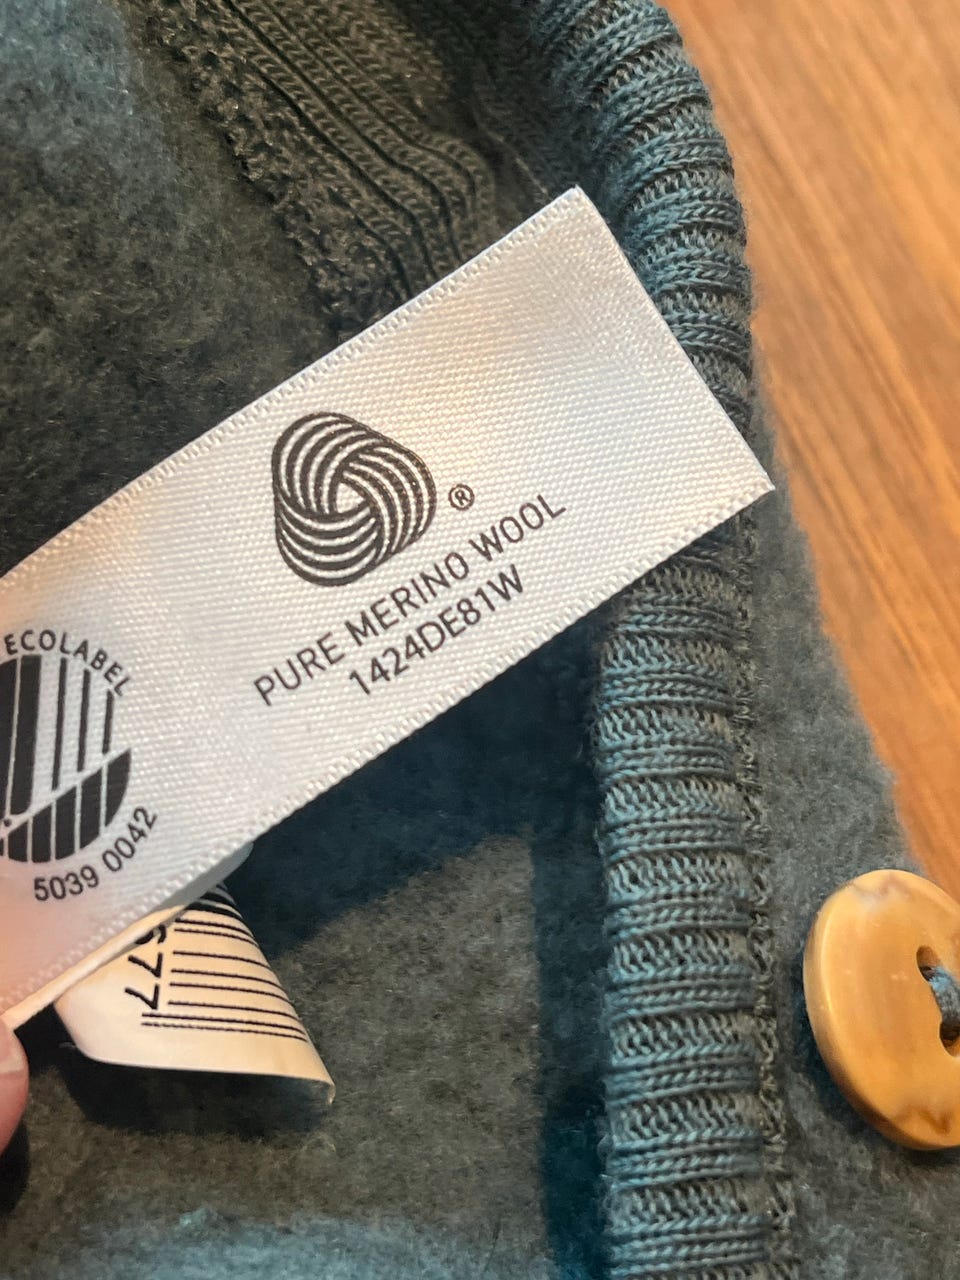 ECOLABEL
5039 0042
®
PURE MERINO WOOL
1424DE81W
77